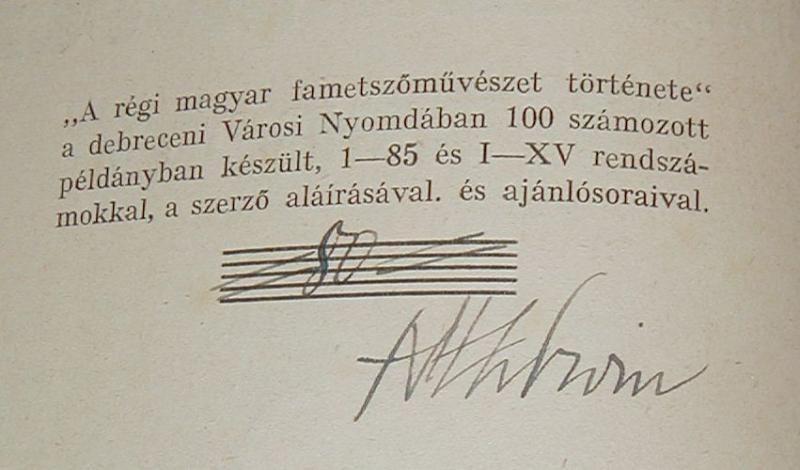 „A régi magyar fametszőművészet története“
a debreceni Városi Nyomdában 100 számozott
példányban készült, 1—85 és I—XV rendszá-
mokkal, a szerző aláírásával. és ajánlósoraival.
80